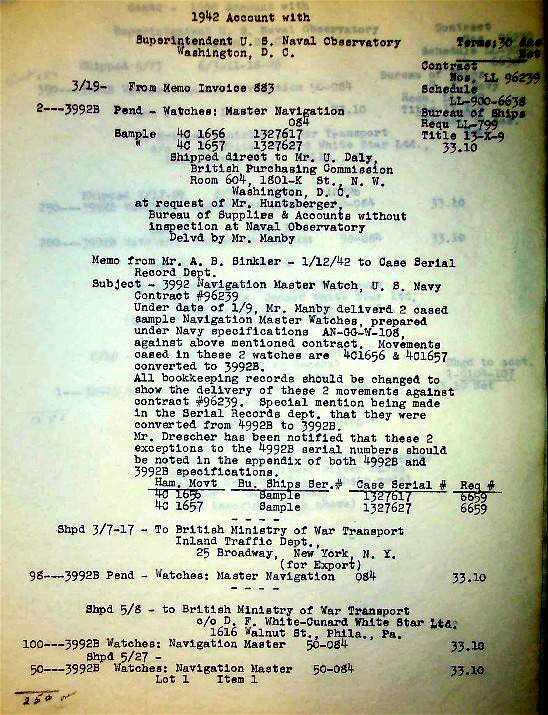 1942 Account with
Superintendent U. S. Naval Observatory
Washington, D. C.
Terms: 30
Net
Contract
Nos. LL 96239
Schedule
LL-900-6638
Bureau of Ships
Requ LL-799
Title 13-X-9
33.10
3/19- From Memo Invoice 883
2---3992B Pend - Watches: Master Navigation
084
Sample 4C 1656 1327617
" 4C 1657 1327627
Shipped direct to Mr. U. Daly,
British Purchasing Commission
Room 604, 1801-K St., N. W.
Washington, D. C.
at request of Mr. Huntzberger,
Bureau of Supplies & Accounts without
inspection at Naval Observatory
Delvd by Mr. Manby
Memo from Mr. A. B. Sinkler - 1/12/42 to Case Serial
Record Dept.
Subject - 3992 Navigation Master Watch, U. S. Navy
Contract #96239
Under date of 1/9, Mr. Manby deliverd 2 cased
sample Navigation Master Watches, prepared
under Navy specifications AN-GG-W-108,
against above mentioned contract. Movements
cased in these 2 watches are 4C1656 & 4C1657
converted to 3992B.
All bookkeeping records should be changed to
show the delivery of these 2 movements against
contract #96239. Special mention being made
in the Serial Records dept. that they were
converted from 4992B to 3992B.
Mr. Drescher has been notified that these 2
exceptions to the 4992B serial numbers should
be noted in the appendix of both 4992B and
3992B specifications.
Ham. Movt Bu. Ships Ser.# Case Serial # Req #
4C 1656 Sample 1327617 6659
4C 1657 Sample 1327627 6659
- - - -
Shpd 3/7-17 - To British Ministry of War Transport
Inland Traffic Dept.,
25 Broadway, New York, N. Y.
(for Export)
98---3992B Pend - Watches: Master Navigation 084 33.10
- - - -
Shpd 5/8 - to British Ministry of War Transport
c/o D. F. White-Cunard White Star Ltd.
1616 Walnut St., Phila., Pa.
100---3992B Watches: Navigation Master 50-084 33.10
Shpd 5/27 -
50---3992B Watches: Navigation Master 50-084 33.10
Lot 1 Item 1
250